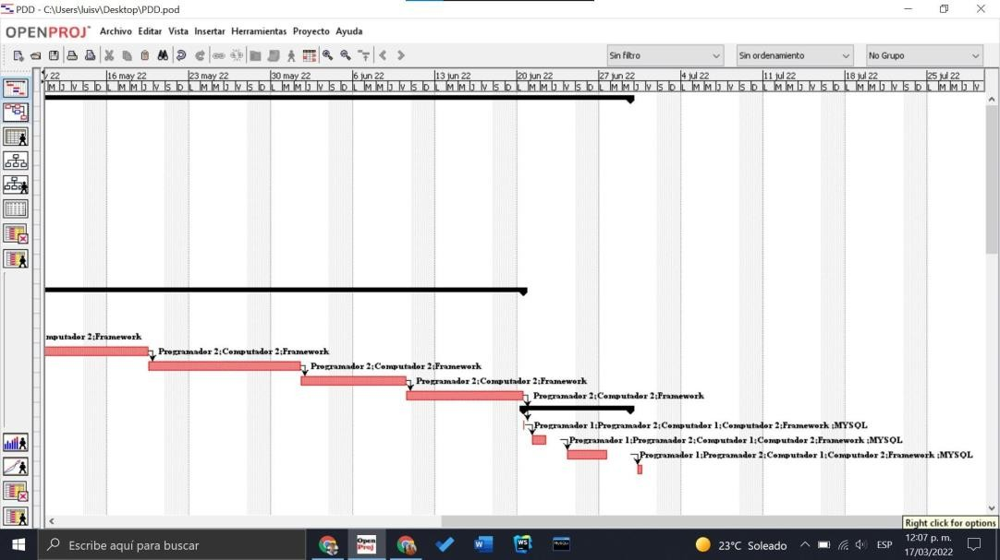 PDD - C:\Users\luisv\Desktop\PDD.pod
OPENPROJ Archivo Editar Vista Insertar Herramientas Proyecto Ayuda
Sin filtro Sin ordenamiento No Grupo
22 16 may 22 23 may 22 30 may 22 6 jun 22 13 jun 22 20 jun 22 27 jun 22 4 jul 22 11 jul 22 18 jul 22 25 jul 22
M J V S D L M M J V S D L M M J V S D L M M J V S D L M M J V S D L M M J V S D L M M J V S D L M M J V S D L M M J V S D L M M J V S D L M M J V S D L M M J V
mputador 2;Framework
Programador 2;Computador 2;Framework
Programador 2;Computador 2;Framework
Programador 2;Computador 2;Framework
Programador 2;Computador 2;Framework
Programador 1;Programador 2;Computador 1;Computador 2;Framework ;MYSQL
Programador 1;Programador 2;Computador 1;Computador 2;Framework ;MYSQL
Programador 1;Programador 2;Computador 1;Computador 2;Framework ;MYSQL
Right click for options
Escribe aquí para buscar
Open
Proj
W
WS
MySQL
23°C Soleado
ESP
12:07 p. m.
17/03/2022